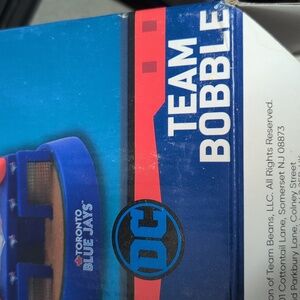 TEAM
BOBBLE
DC
TORONTO
BLUE JAYS
on of Team Beans, LLC. All Rights Reserved.
Cottontail Lane, Somerset NJ 08873
Parkbury Lane, Colney Street